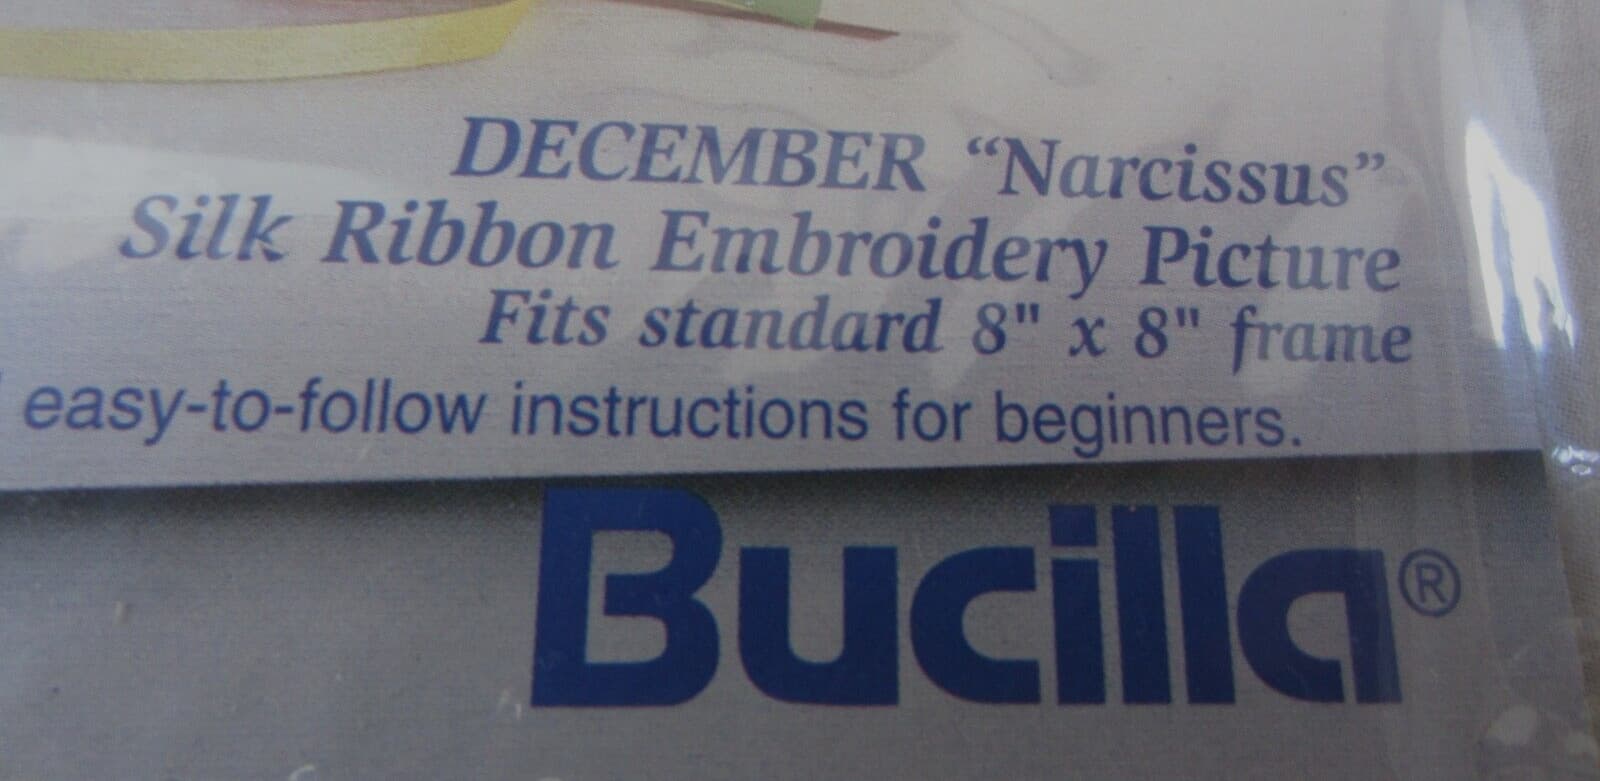 DECEMBER “Narcissus”
Silk Ribbon Embroidery Picture
Fits standard 8" x 8" frame
easy-to-follow instructions for beginners.
Bucilla®